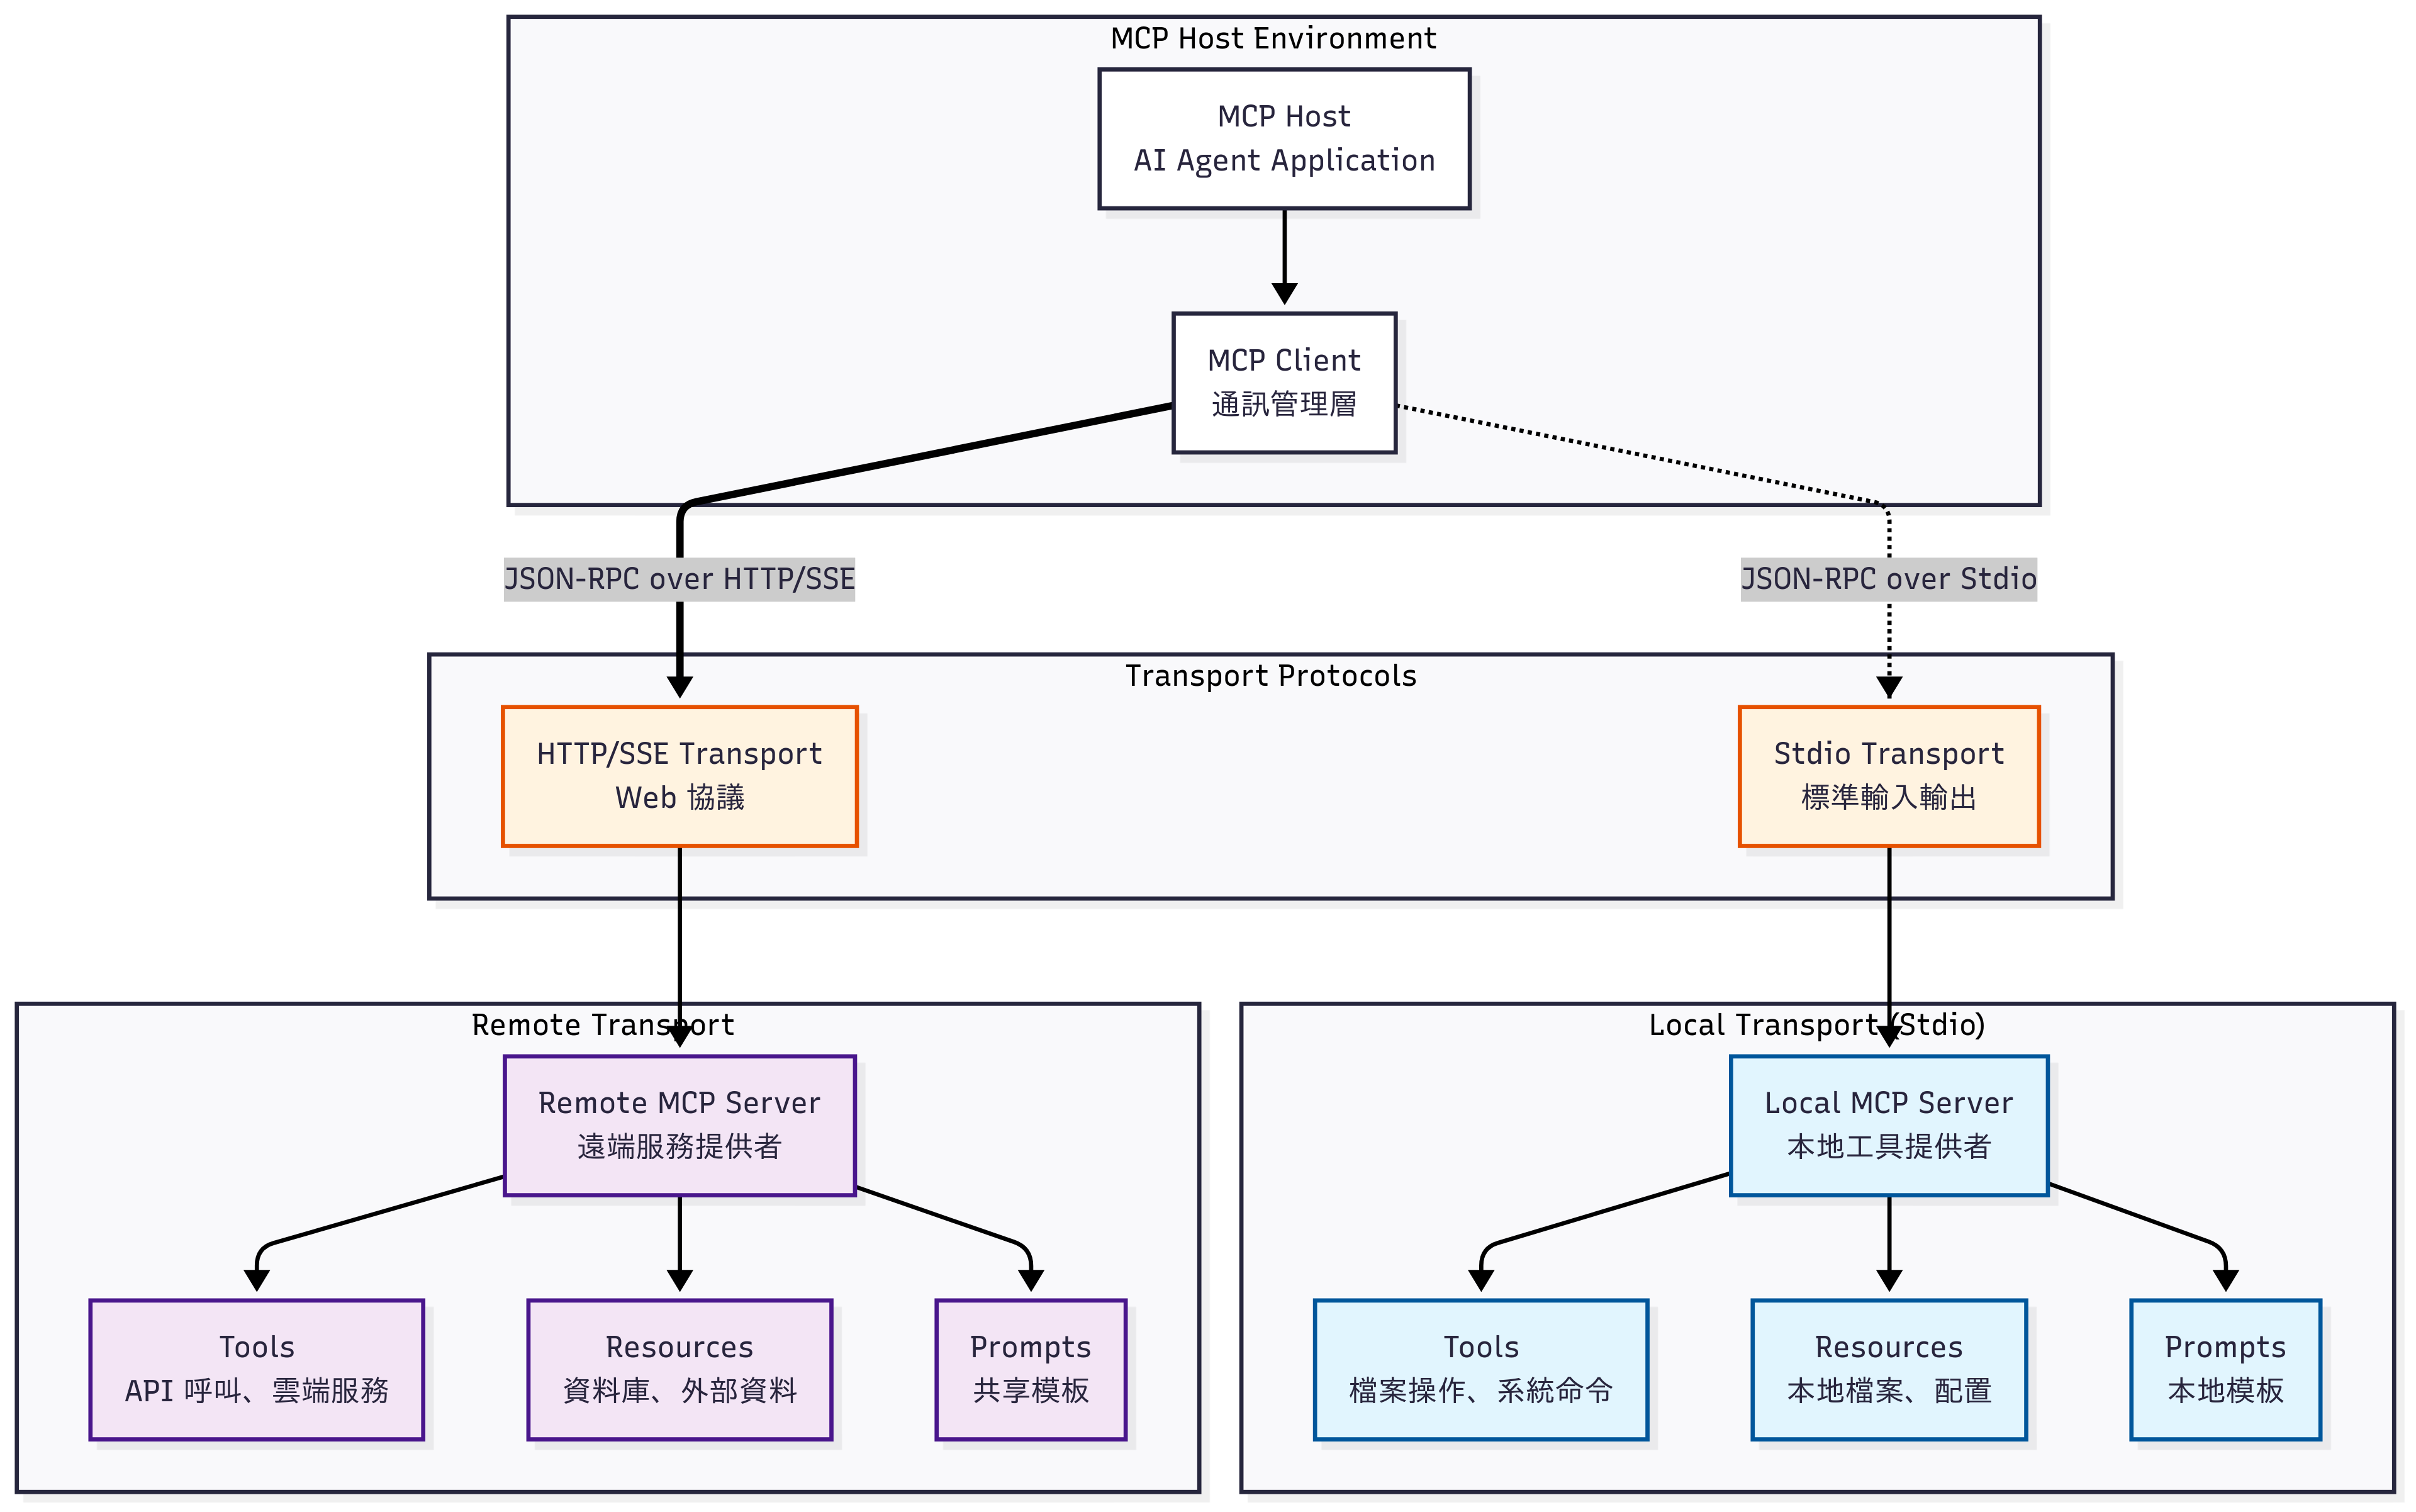 MCP Host Environment
MCP Host
AI Agent Application
MCP Client
通訊管理層
JSON-RPC over HTTP/SSE
JSON-RPC over Stdio
Transport Protocols
HTTP/SSE Transport
Web 協議
Stdio Transport
標準輸入輸出
Remote Transport
Remote MCP Server
遠端服務提供者
Tools
API 呼叫、雲端服務
Resources
資料庫、外部資料
Prompts
共享模板
Local Transport (Stdio)
Local MCP Server
本地工具提供者
Tools
檔案操作、系統命令
Resources
本地檔案、配置
Prompts
本地模板